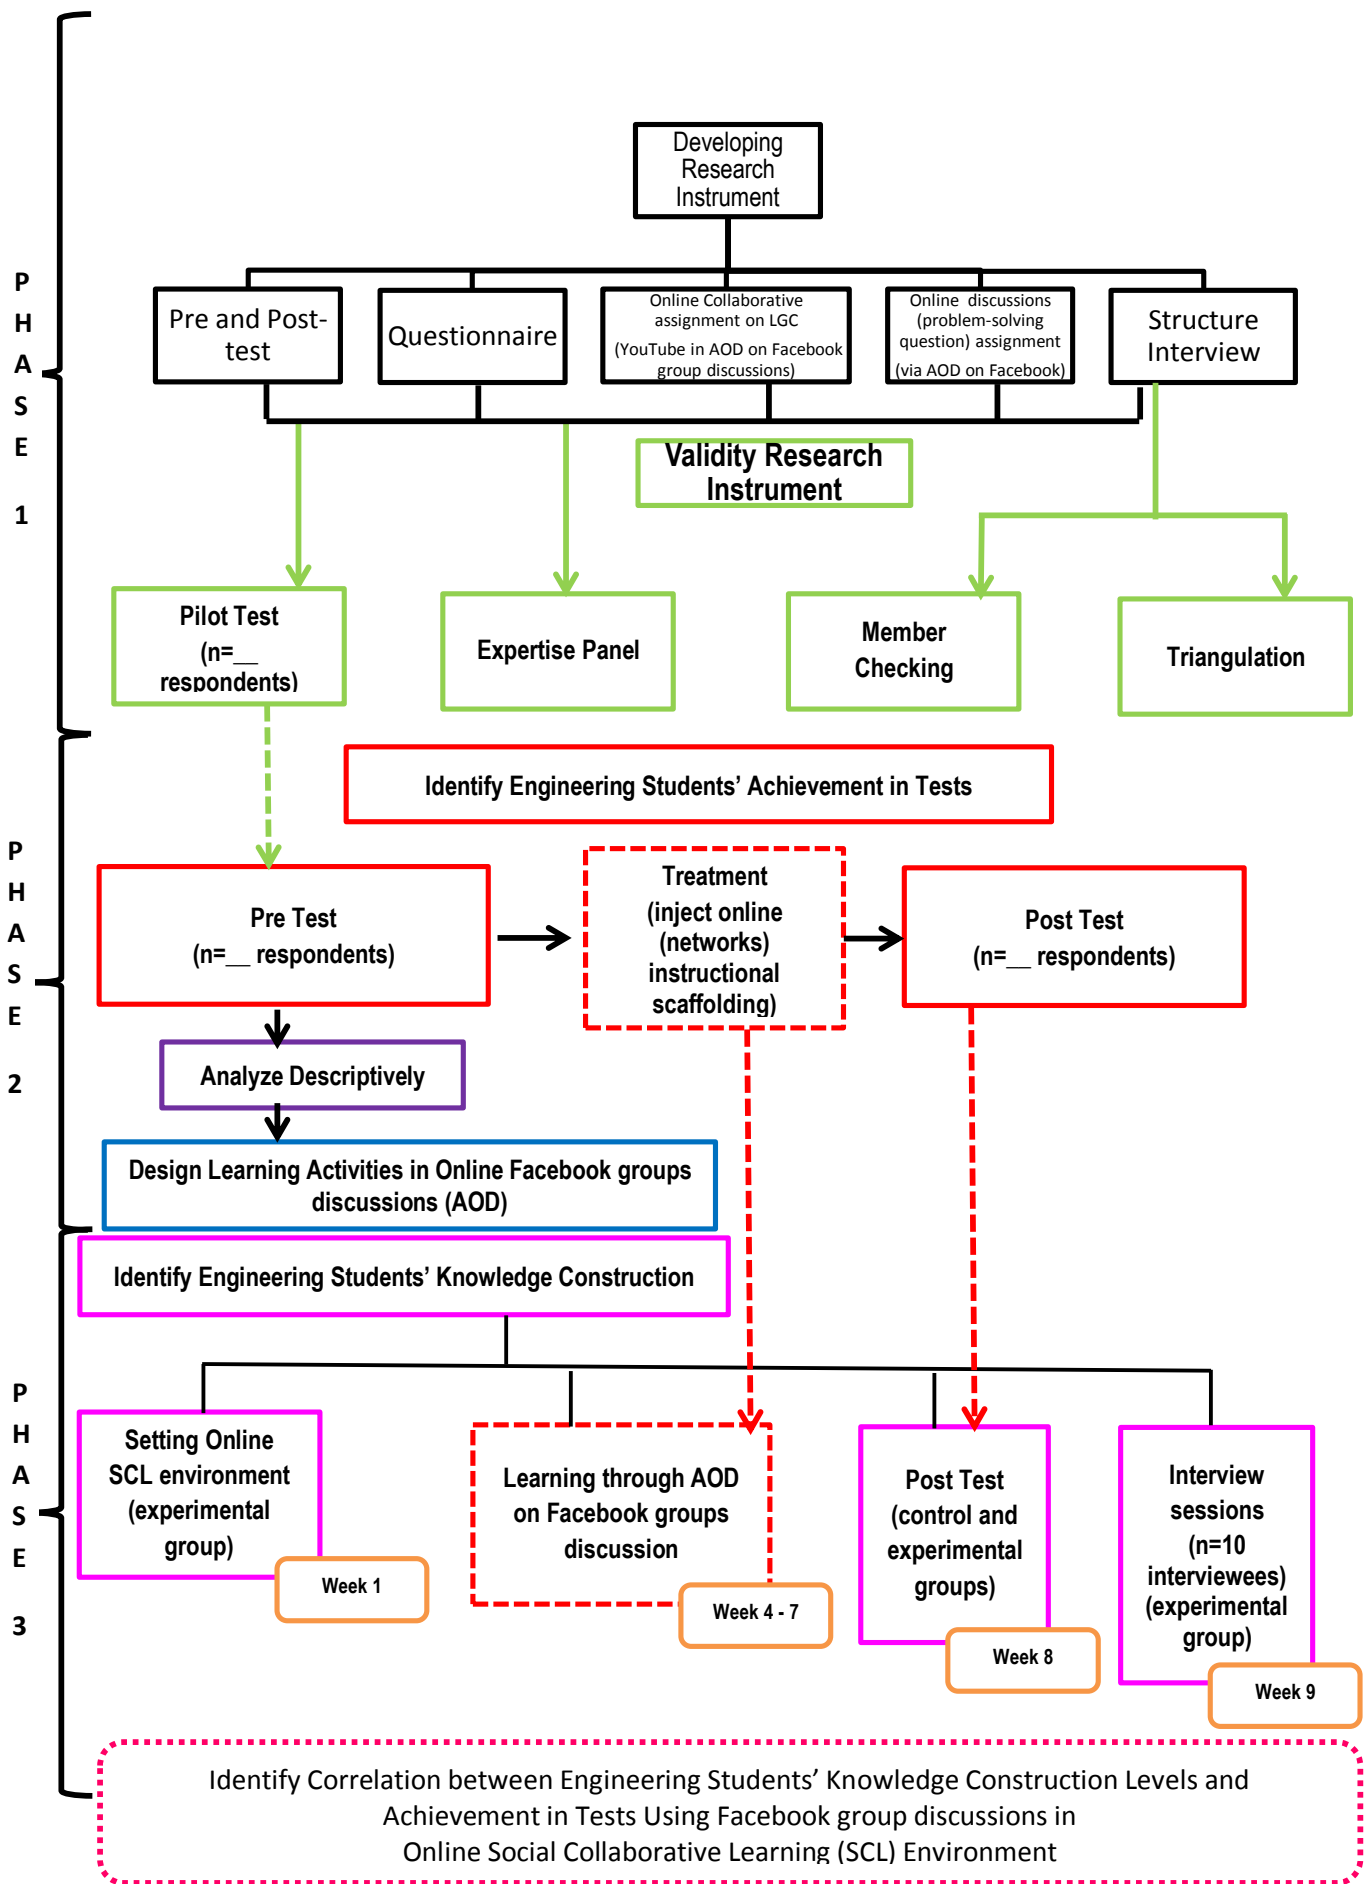 Developing
Research
Instrument
P
H
A
S
E
1
Pre and Post-
test
Questionnaire
Online Collaborative
assignment on LGC
(YouTube in AOD on Facebook
group discussions)
Online discussions
(problem-solving
question) assignment
(via AOD on Facebook)
Structure
Interview
Validity Research
Instrument
Pilot Test
(n=__
respondents)
Expertise Panel
Member
Checking
Triangulation
P
H
A
S
E
2
Identify Engineering Students’ Achievement in Tests
Pre Test
(n=__ respondents)
Treatment
(inject online
(networks)
instructional
scaffolding)
Post Test
(n=__ respondents)
Analyze Descriptively
Design Learning Activities in Online Facebook groups
discussions (AOD)
P
H
A
S
E
3
Identify Engineering Students’ Knowledge Construction
Setting Online
SCL environment
(experimental
group)
Week 1
Learning through AOD
on Facebook groups
discussion
Week 4 - 7
Post Test
(control and
experimental
groups)
Week 8
Interview
sessions
(n=10
interviewees)
(experimental
group)
Week 9
Identify Correlation between Engineering Students’ Knowledge Construction Levels and
Achievement in Tests Using Facebook group discussions in
Online Social Collaborative Learning (SCL) Environment